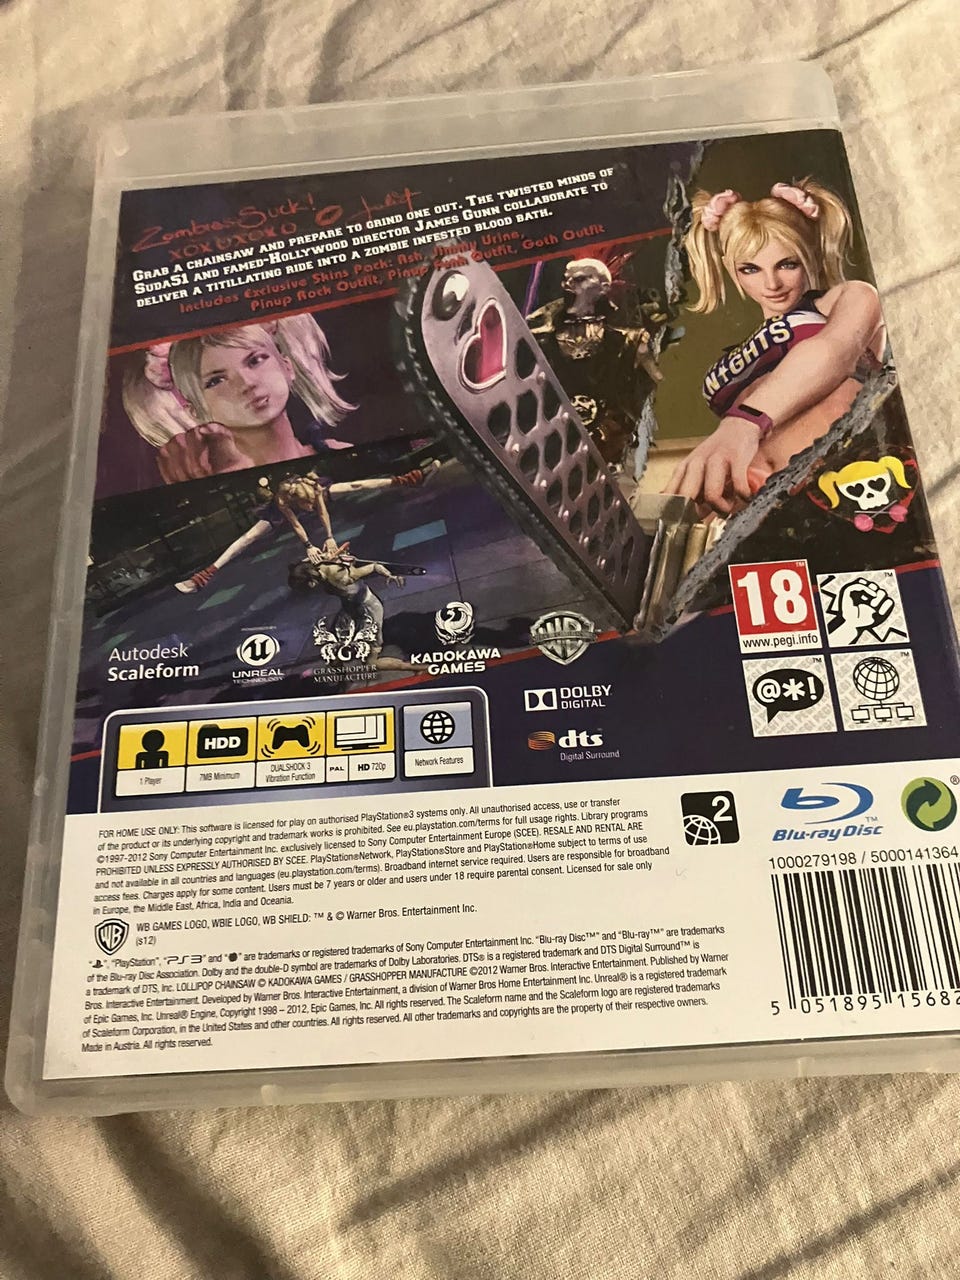 Zombies Suck!
XOXOXOXO Juliet
GRAB A CHAINSAW AND PREPARE TO GRIND ONE OUT. THE TWISTED MINDS OF
SUDA51 AND FAMED-HOLLYWOOD DIRECTOR JAMES GUNN COLLABORATE TO
DELIVER A TITILLATING RIDE INTO A ZOMBIE INFESTED BLOOD BATH.
Includes Exclusive Skins Pack: Ash, Jimmy Urine,
Pinup Rock Outfit, Pinup Funk Outfit, Goth Outfit
KNIGHTS
Autodesk®
Scaleform
POWERED BY
UNREAL
TECHNOLOGY
GRASSHOPPER
MANUFACTURE
KADOKAWA
GAMES
WB
18
www.pegi.info
@*!
DOLBY
DIGITAL
dts
Digital Surround
1 Player
HDD
7MB Minimum
DUALSHOCK 3
Vibration Function
PAL
HD 720p
Network Features
2
Blu-ray Disc™
1000279198 / 5000141364
FOR HOME USE ONLY: This software is licensed for play on authorised PlayStation®3 systems only. All unauthorised access, use or transfer
of the product or its underlying copyright and trademark works is prohibited. See eu.playstation.com/terms for full usage rights. Library programs
©1997-2012 Sony Computer Entertainment Inc. exclusively licensed to Sony Computer Entertainment Europe (SCEE). RESALE AND RENTAL ARE
PROHIBITED UNLESS EXPRESSLY AUTHORISED BY SCEE. PlayStation®Network, PlayStation®Store and PlayStation®Home subject to terms of use
and not available in all countries and languages (eu.playstation.com/terms). Broadband internet service required. Users are responsible for broadband
access fees. Charges apply for some content. Users must be 7 years or older and users under 18 require parental consent. Licensed for sale only
in Europe, the Middle East, Africa, India and Oceania.
WB GAMES LOGO, WBIE LOGO, WB SHIELD: ™ & © Warner Bros. Entertainment Inc.
(s12)
" ", "PlayStation", "PS3" and " " are trademarks or registered trademarks of Sony Computer Entertainment Inc. "Blu-ray Disc™" and "Blu-ray™" are trademarks
of the Blu-ray Disc Association. Dolby and the double-D symbol are trademarks of Dolby Laboratories. DTS® is a registered trademark and DTS Digital Surround™ is
a trademark of DTS, Inc. LOLLIPOP CHAINSAW © KADOKAWA GAMES / GRASSHOPPER MANUFACTURE ©2012 Warner Bros. Interactive Entertainment. Published by Warner
Bros. Interactive Entertainment. Developed by Warner Bros. Interactive Entertainment, a division of Warner Bros Home Entertainment Inc. Unreal® is a registered trademark
of Epic Games, Inc. Unreal® Engine, Copyright 1998 – 2012, Epic Games, Inc. All rights reserved. The Scaleform name and the Scaleform logo are registered trademarks
of Scaleform Corporation, in the United States and other countries. All rights reserved. All other trademarks and copyrights are the property of their respective owners.
Made in Austria. All rights reserved.
5 051895 15682